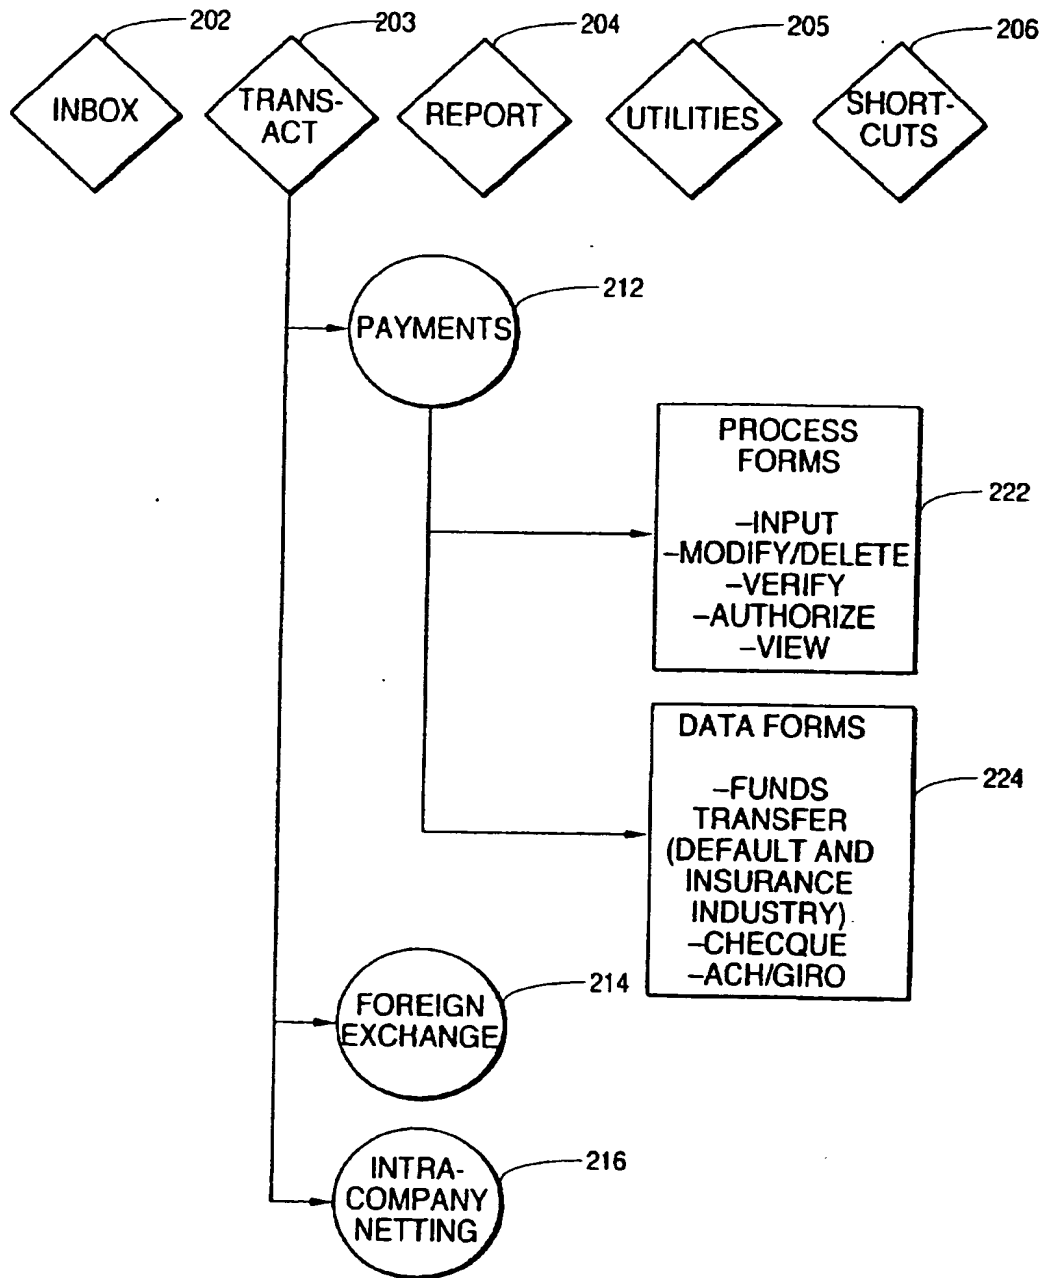 202
203
204
205
206
INBOX
TRANS-
ACT
REPORT
UTILITIES
SHORT-
CUTS
212
PAYMENTS
PROCESS
FORMS
222
–INPUT
–MODIFY/DELETE
–VERIFY
–AUTHORIZE
–VIEW
DATA FORMS
224
–FUNDS
TRANSFER
(DEFAULT AND
INSURANCE
INDUSTRY)
–CHECQUE
–ACH/GIRO
214
FOREIGN
EXCHANGE
216
INTRA-
COMPANY
NETTING